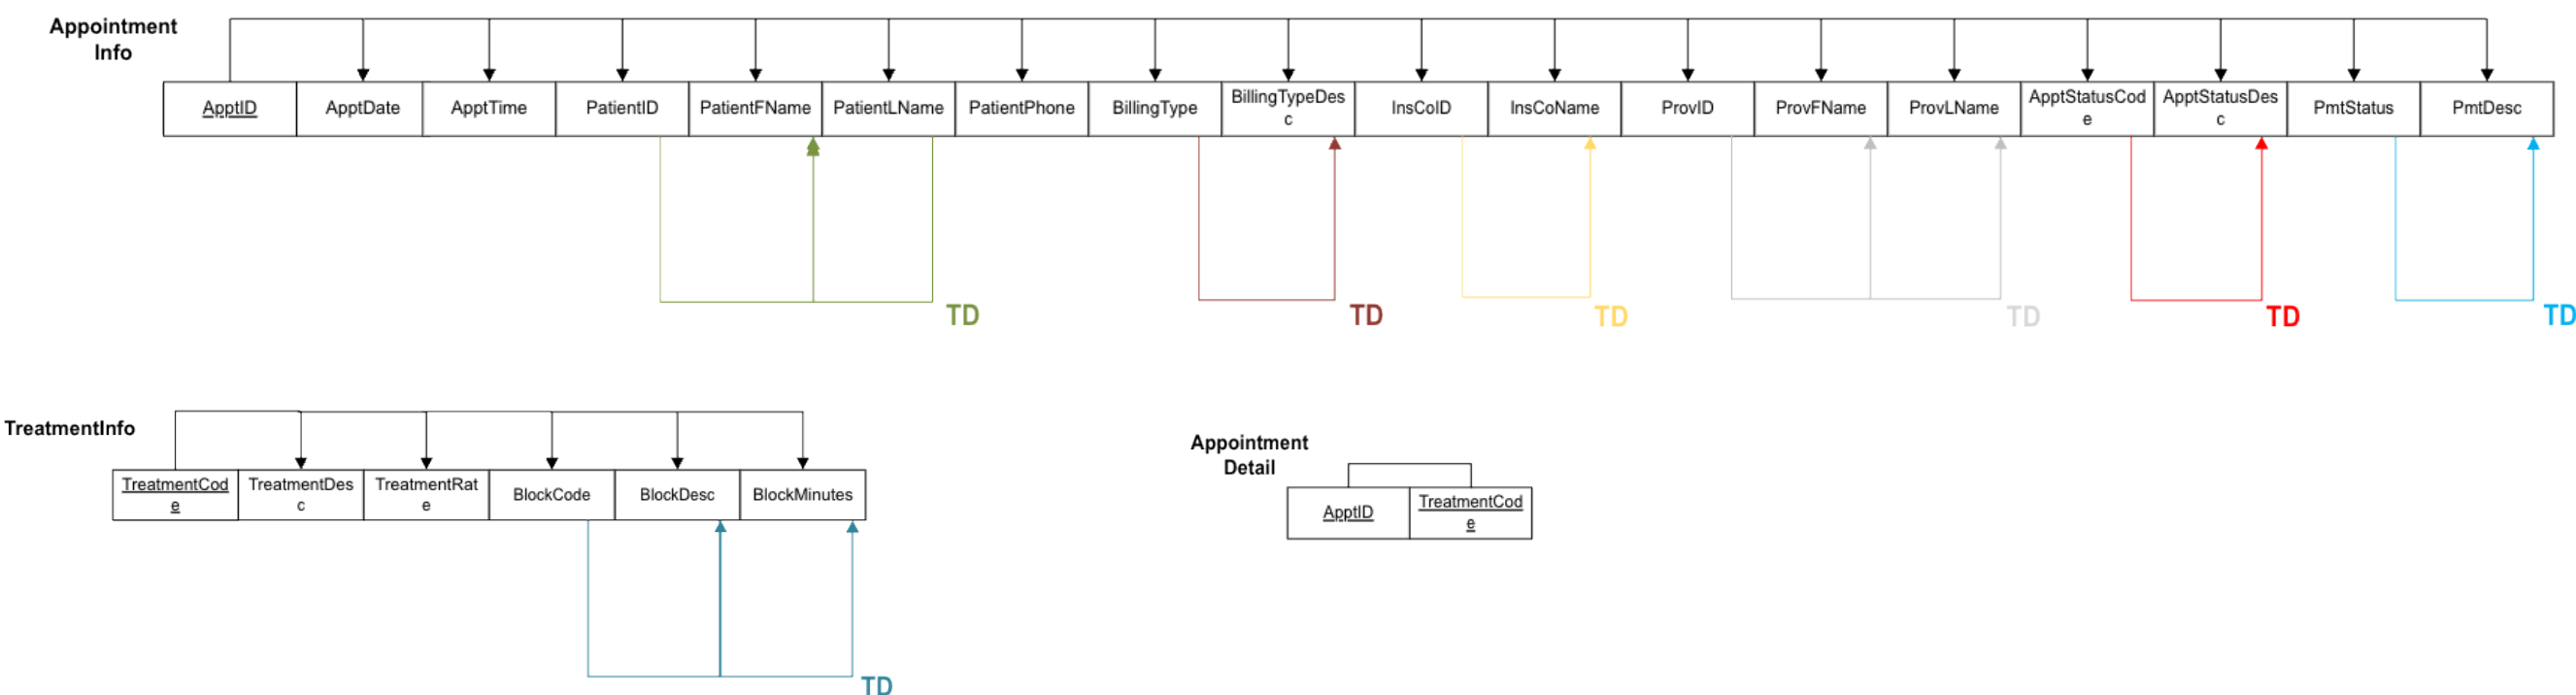 Appointment
Info
ApptID
ApptDate
ApptTime
PatientID
PatientFName
PatientLName
PatientPhone
BillingType
BillingTypeDes
c
InsCoID
InsCoName
ProvID
ProvFName
ProvLName
ApptStatusCod
e
ApptStatusDes
c
PmtStatus
PmtDesc
TD
TD
TD
TD
TD
TD
TreatmentInfo
TreatmentCod
e
TreatmentDes
c
TreatmentRat
e
BlockCode
BlockDesc
BlockMinutes
TD
Appointment
Detail
ApptID
TreatmentCod
e